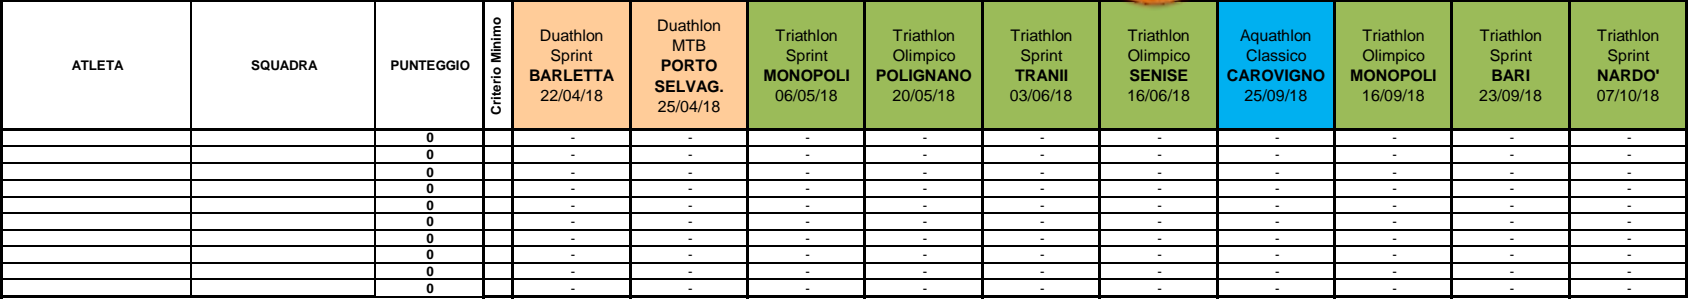 ATLETA
SQUADRA
PUNTEGGIO
Criterio Minimo
Duathlon
Sprint
BARLETTA
22/04/18
Duathlon
MTB
PORTO
SELVAG.
25/04/18
Triathlon
Sprint
MONOPOLI
06/05/18
Triathlon
Olimpico
POLIGNANO
20/05/18
Triathlon
Sprint
TRANII
03/06/18
Triathlon
Olimpico
SENISE
16/06/18
Aquathlon
Classico
CAROVIGNO
25/09/18
Triathlon
Olimpico
MONOPOLI
16/09/18
Triathlon
Sprint
BARI
23/09/18
Triathlon
Sprint
NARDO'
07/10/18
0 - - - - - - - - - -
0 - - - - - - - - - -
0 - - - - - - - - - -
0 - - - - - - - - - -
0 - - - - - - - - - -
0 - - - - - - - - - -
0 - - - - - - - - - -
0 - - - - - - - - - -
0 - - - - - - - - - -
0 - - - - - - - - - -